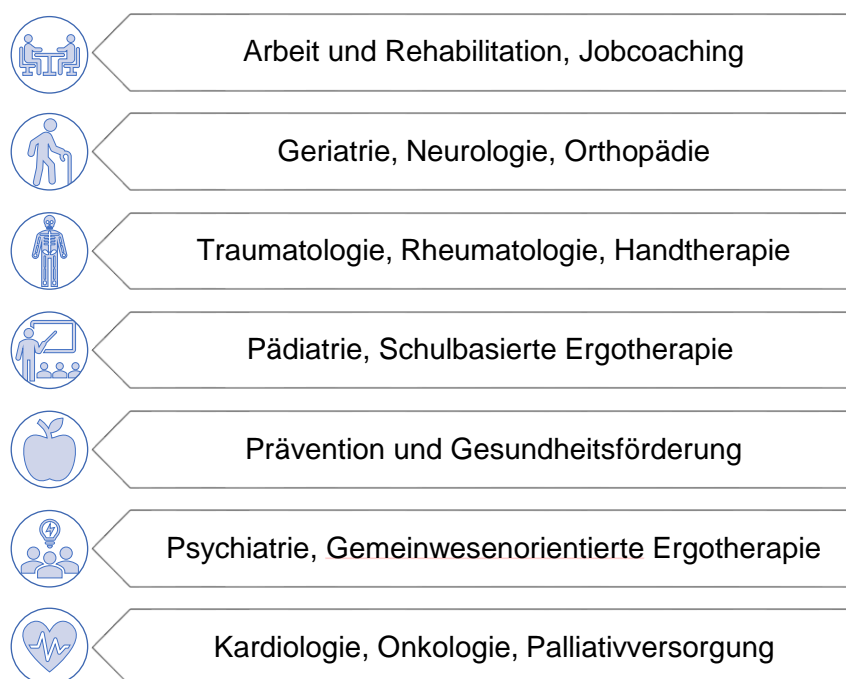 Arbeit und Rehabilitation, Jobcoaching
Geriatrie, Neurologie, Orthopädie
Traumatologie, Rheumatologie, Handtherapie
Pädiatrie, Schulbasierte Ergotherapie
Prävention und Gesundheitsförderung
Psychiatrie, Gemeinwesenorientierte Ergotherapie
Kardiologie, Onkologie, Palliativversorgung